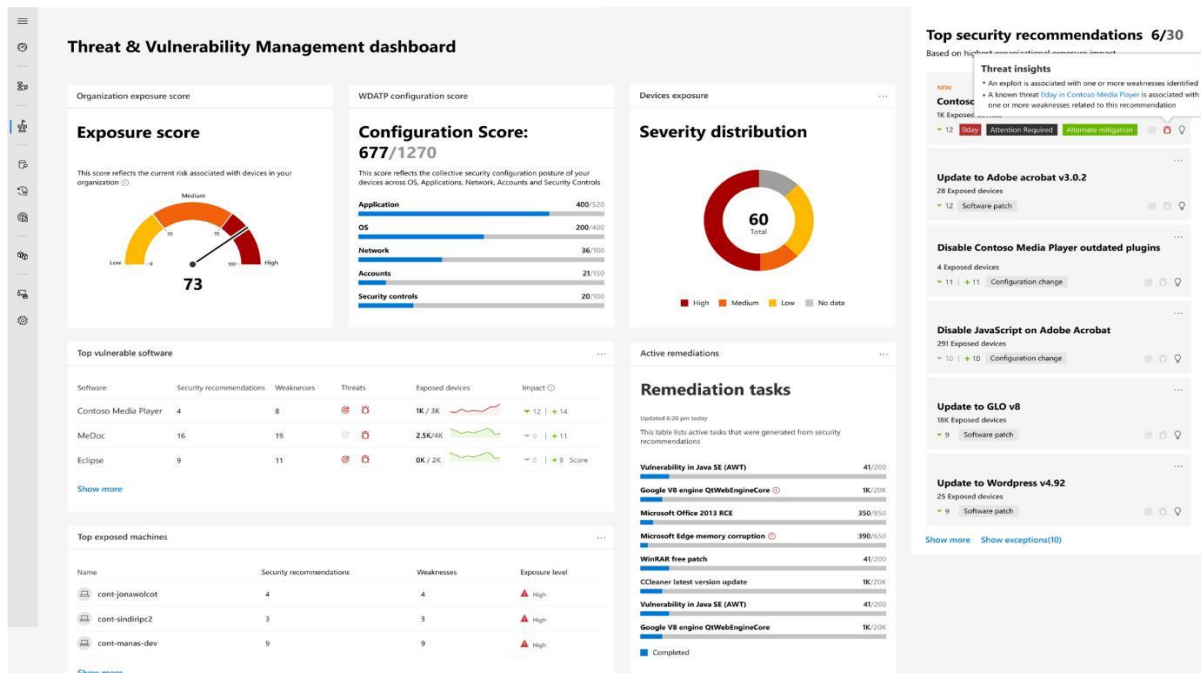 Threat & Vulnerability Management dashboard
Organization exposure score
Exposure score
This score reflects the current risk associated with devices in your
organization
Medium
Low
0
100
High
73
WDATP configuration score
Configuration Score:
677/1270
This score reflects the collective security configuration posture of your
devices across OS, Applications, Network, Accounts and Security Controls
Application 400/520
OS 200/400
Network 36/100
Accounts 21/150
Security controls 20/100
Devices exposure
Severity distribution
60
Total
High Medium Low No data
Top vulnerable software
Software Security recommendations Weaknesses Threats Exposed devices Impact
Contoso Media Player 4 8 1K / 3K 12 | + 14
MeDoc 16 19 2.5K/4K 9 | + 11
Eclipse 9 11 0K / 2K 8 | + 9 Score
Show more
Top exposed machines
Name Security recommendations Weaknesses Exposure level
cont-jonawolcot 4 4 High
cont-sindiripc2 3 3 High
cont-manas-dev 9 9 High
Show more
Active remediations
Remediation tasks
Updated 6:20 pm today
This table lists active tasks that were generated from security
recommendations
Vulnerability in Java SE (AWT) 41/200
Google V8 engine QtWebEngineCore 1K/20K
Microsoft Office 2013 RCE 350/850
Microsoft Edge memory corruption 390/650
WinRAR free patch 41/200
CCleaner latest version update 1K/20K
Vulnerability in Java SE (AWT) 41/200
Google V8 engine QtWebEngineCore 1K/20K
Completed
Top security recommendations 6/30
Based on highest organizational exposure impact
Threat insights
• An exploit is associated with one or more weaknesses identified
• A known threat 0day in Contoso Media Player is associated with
one or more weaknesses related to this recommendation
NEW
Contoso
1K Exposed devices
12 0day Attention Required Alternate mitigation
Update to Adobe acrobat v3.0.2
28 Exposed devices
12 Software patch
Disable Contoso Media Player outdated plugins
4 Exposed devices
11 | + 11 Configuration change
Disable JavaScript on Adobe Acrobat
291 Exposed devices
10 | + 10 Configuration change
Update to GLO v8
18K Exposed devices
9 Software patch
Update to Wordpress v4.92
25 Exposed devices
9 Software patch
Show more Show exceptions(10)